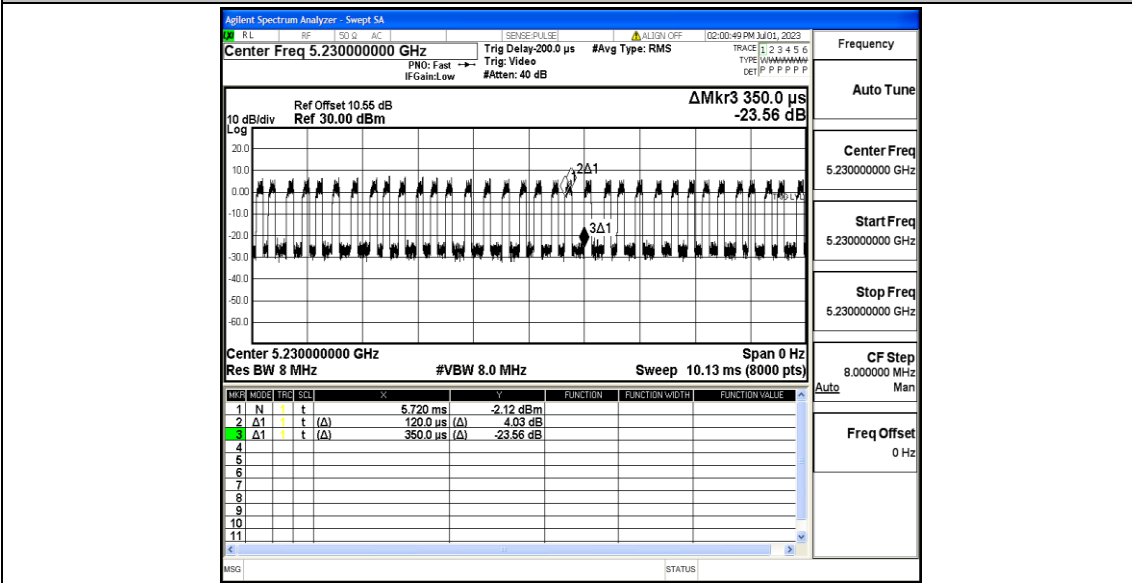 Agilent Spectrum Analyzer - Swept SA
RL RF 50 Ω AC SENSE:PULSE ALIGN OFF 02:00:49 PM Jul 01, 2023
Center Freq 5.230000000 GHz
PNO: Fast
IFGain:Low
Trig Delay-200.0 µs
Trig: Video
#Atten: 40 dB
#Avg Type: RMS
TRACE 1 2 3 4 5 6
TYPE
DET P P P P P P
ΔMkr3 350.0 µs
-23.56 dB
Ref Offset 10.55 dB
10 dB/div Ref 30.00 dBm
Log
20.0
10.0
0.00
-10.0
-20.0
-30.0
-40.0
-50.0
-60.0
2Δ1
3Δ1
Center 5.230000000 GHz Span 0 Hz
Res BW 8 MHz #VBW 8.0 MHz Sweep 10.13 ms (8000 pts)
MKR MODE TRC SCL X Y FUNCTION FUNCTION WIDTH FUNCTION VALUE
1 N 1 t 5.720 ms -2.12 dBm
2 Δ1 1 t (Δ) 120.0 µs (Δ) 4.03 dB
3 Δ1 1 t (Δ) 350.0 µs (Δ) -23.56 dB
4
5
6
7
8
9
10
11
MSG STATUS
Frequency
Auto Tune
Center Freq
5.230000000 GHz
Start Freq
5.230000000 GHz
Stop Freq
5.230000000 GHz
CF Step
8.000000 MHz
Auto Man
Freq Offset
0 Hz